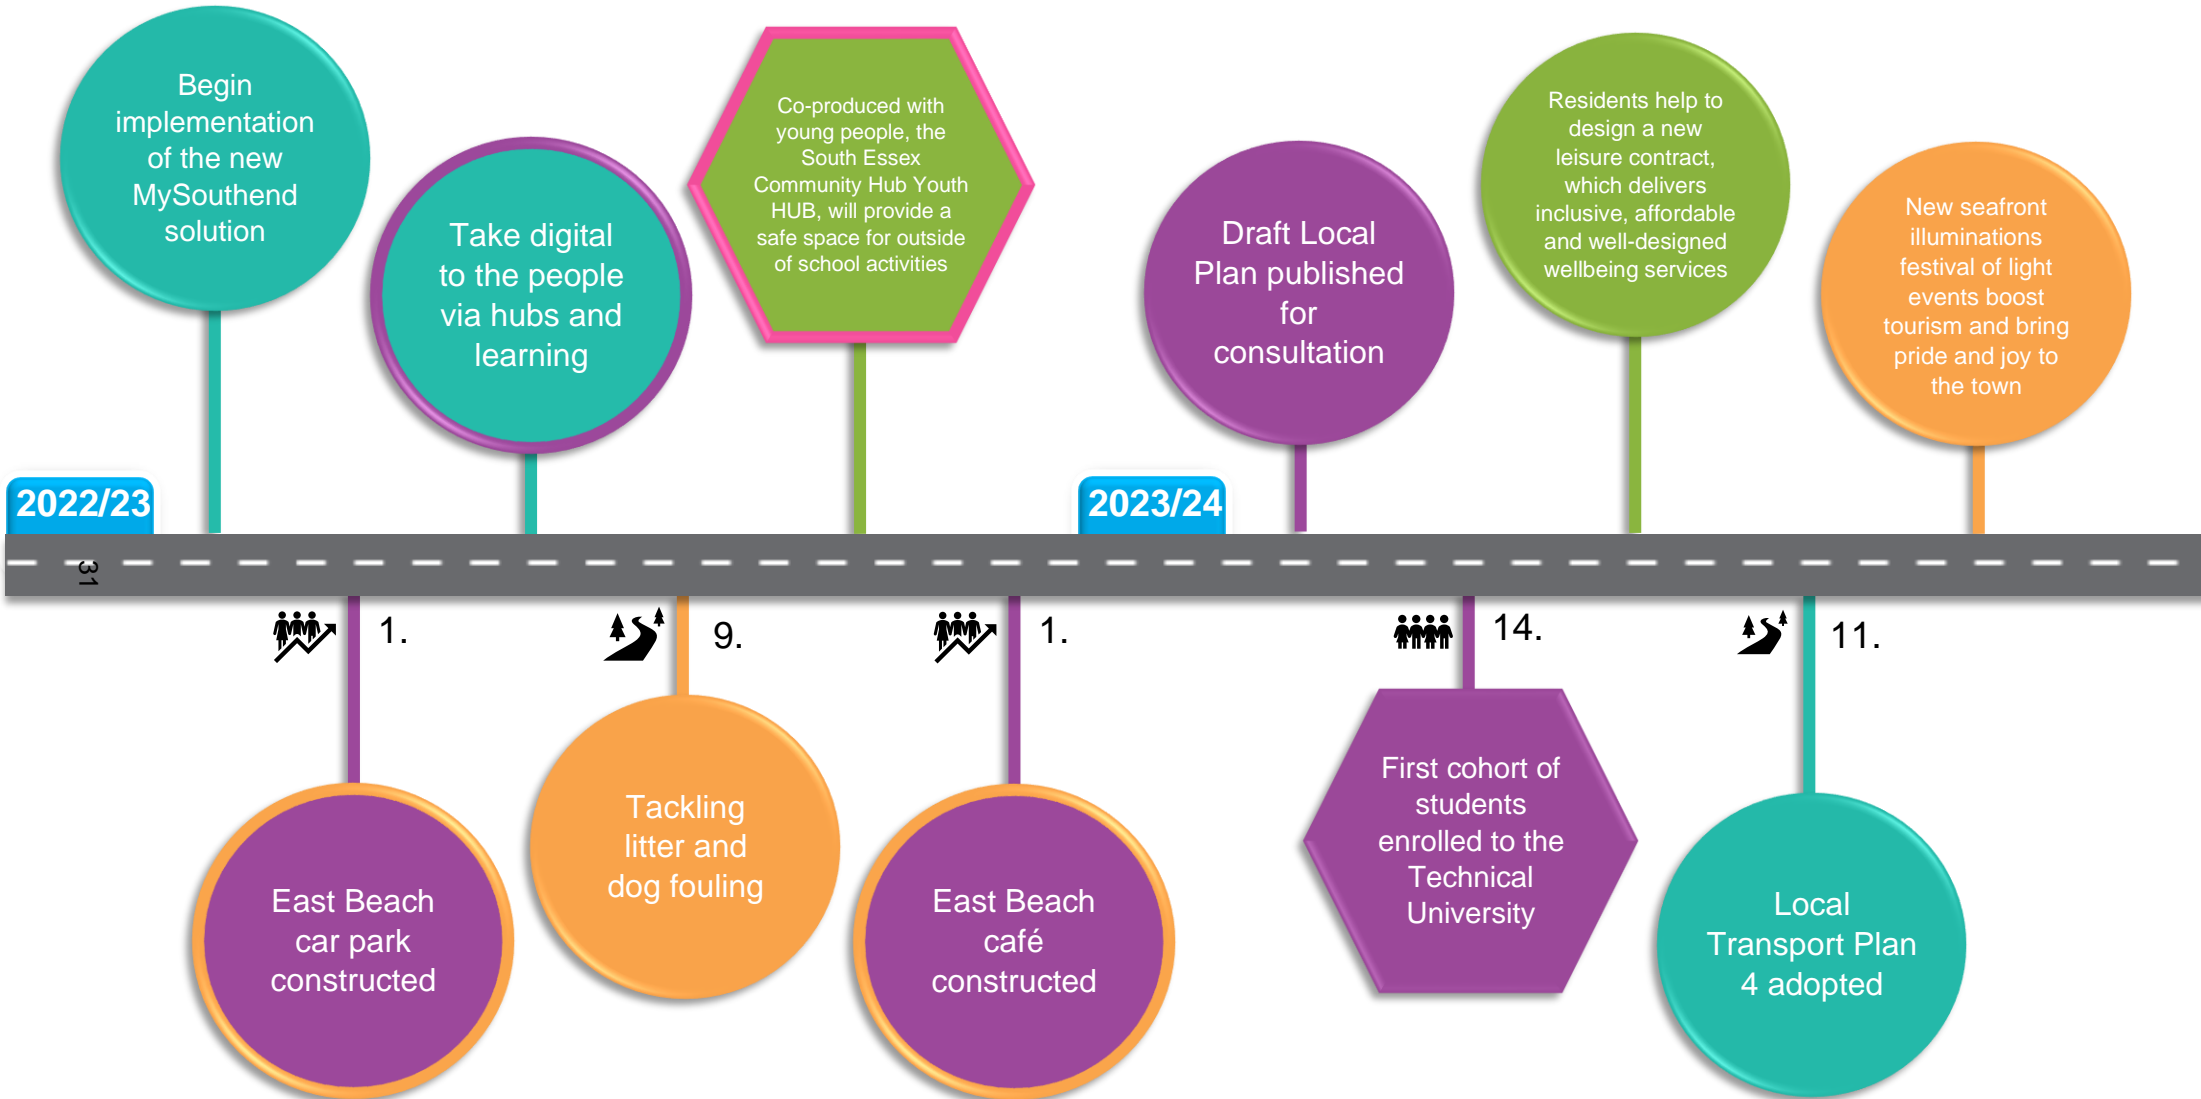 Begin
implementation
of the new
MySouthend
solution
Take digital
to the people
via hubs and
learning
Co-produced with
young people, the
South Essex
Community Hub Youth
HUB, will provide a
safe space for outside
of school activities
Draft Local
Plan published
for
consultation
Residents help to
design a new
leisure contract,
which delivers
inclusive, affordable
and well-designed
wellbeing services
New seafront
illuminations
festival of light
events boost
tourism and bring
pride and joy to
the town
2022/23
2023/24
31
1.
9.
1.
14.
11.
East Beach
car park
constructed
Tackling
litter and
dog fouling
East Beach
café
constructed
First cohort of
students
enrolled to the
Technical
University
Local
Transport Plan
4 adopted